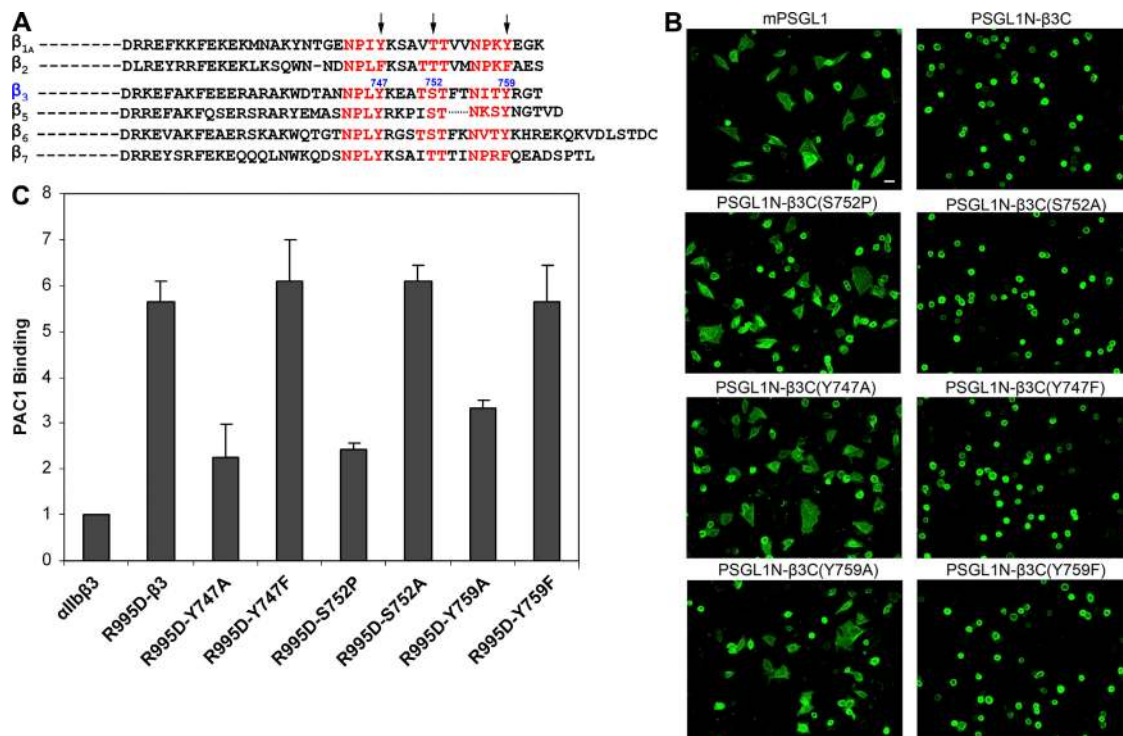 A
β1A ------------DRREFKKFEKEKMNAKYNTGENPIYKSAVTTVVNPKYEGK
β2 ------------DLREYRRFEKEKLKSQWNN-NDNPLFKSATTTVMNPKFAES
747 752 759
β3 ------------DRKEFAKFEEERARAKWDTANNPLYKEATSTFTNITYRGT
β5 ------------DRREFAKFQSERSRARYEMASNPLYRKPIST······NKSYNGTVD
β6 ------------DRKEVAKFEAERSKAKWQTGTNPLYRGSTSTFKNVTYKHREKQKVDLSTDC
β7 ------------DRREYSRFEKEQQQLNWKQDSNPLYKSAITTTINPRFQEADSPTL
B
mPSGL1
PSGL1N-β3C
PSGL1N-β3C(S752P)
PSGL1N-β3C(S752A)
PSGL1N-β3C(Y747A)
PSGL1N-β3C(Y747F)
PSGL1N-β3C(Y759A)
PSGL1N-β3C(Y759F)
C
PAC1 Binding
8
7
6
5
4
3
2
1
0
αIIbβ3
R995D-β3
R995D-Y747A
R995D-Y747F
R995D-S752P
R995D-S752A
R995D-Y759A
R995D-Y759F